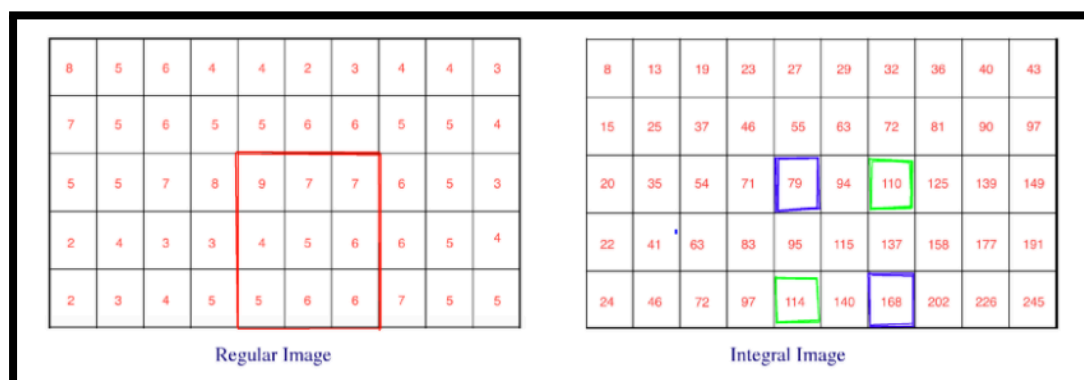 8 5 6 4 4 2 3 4 4 3
7 5 6 5 5 6 6 5 5 4
5 5 7 8 9 7 7 6 5 3
2 4 3 3 4 5 6 6 5 4
2 3 4 5 5 6 6 7 5 5
Regular Image
8 13 19 23 27 29 32 36 40 43
15 25 37 46 55 63 72 81 90 97
20 35 54 71 79 94 110 125 139 149
22 41 63 83 95 115 137 158 177 191
24 46 72 97 114 140 168 202 226 245
Integral Image